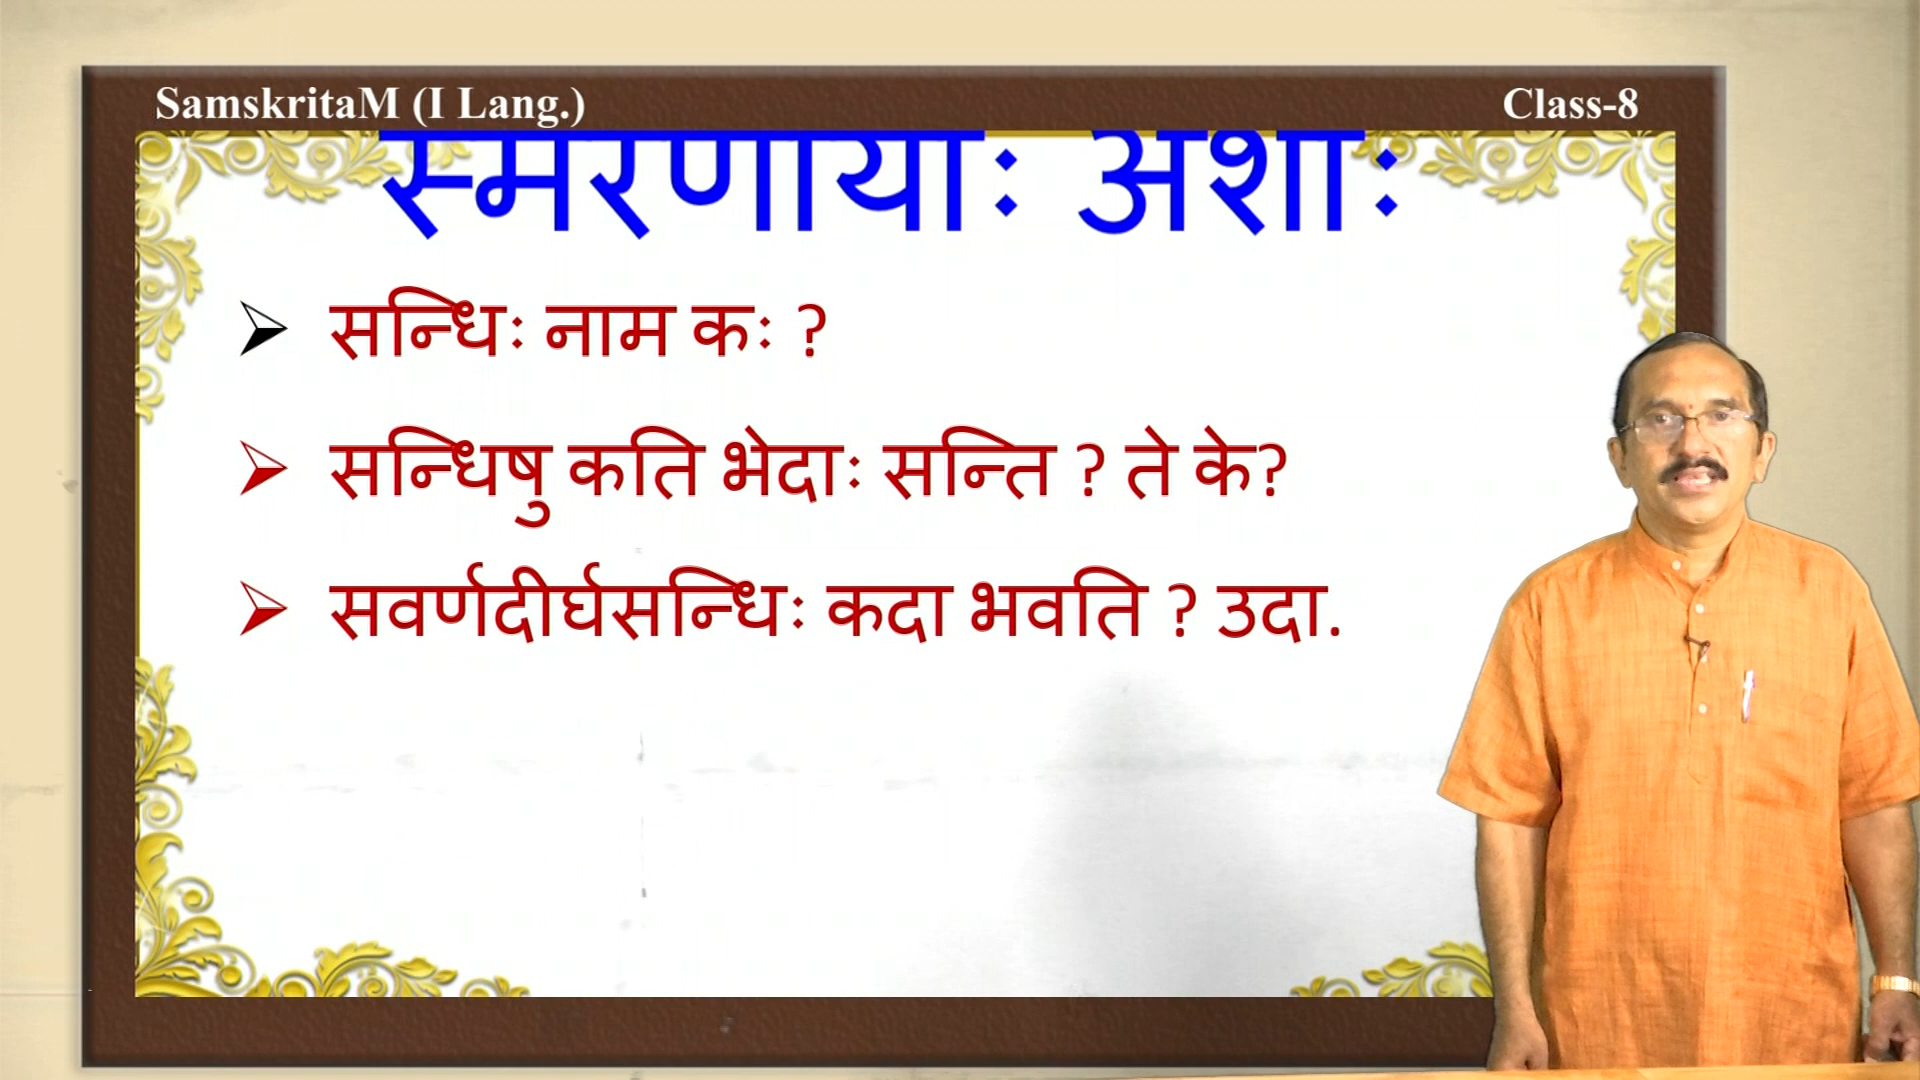 SamskritaM (I Lang.)
Class-8
स्मरणीयाः अंशाः
➢ सन्धिः नाम कः ?
➢ सन्धिषु कति भेदाः सन्ति ? ते के?
➢ सवर्णदीर्घसन्धिः कदा भवति ? उदा.